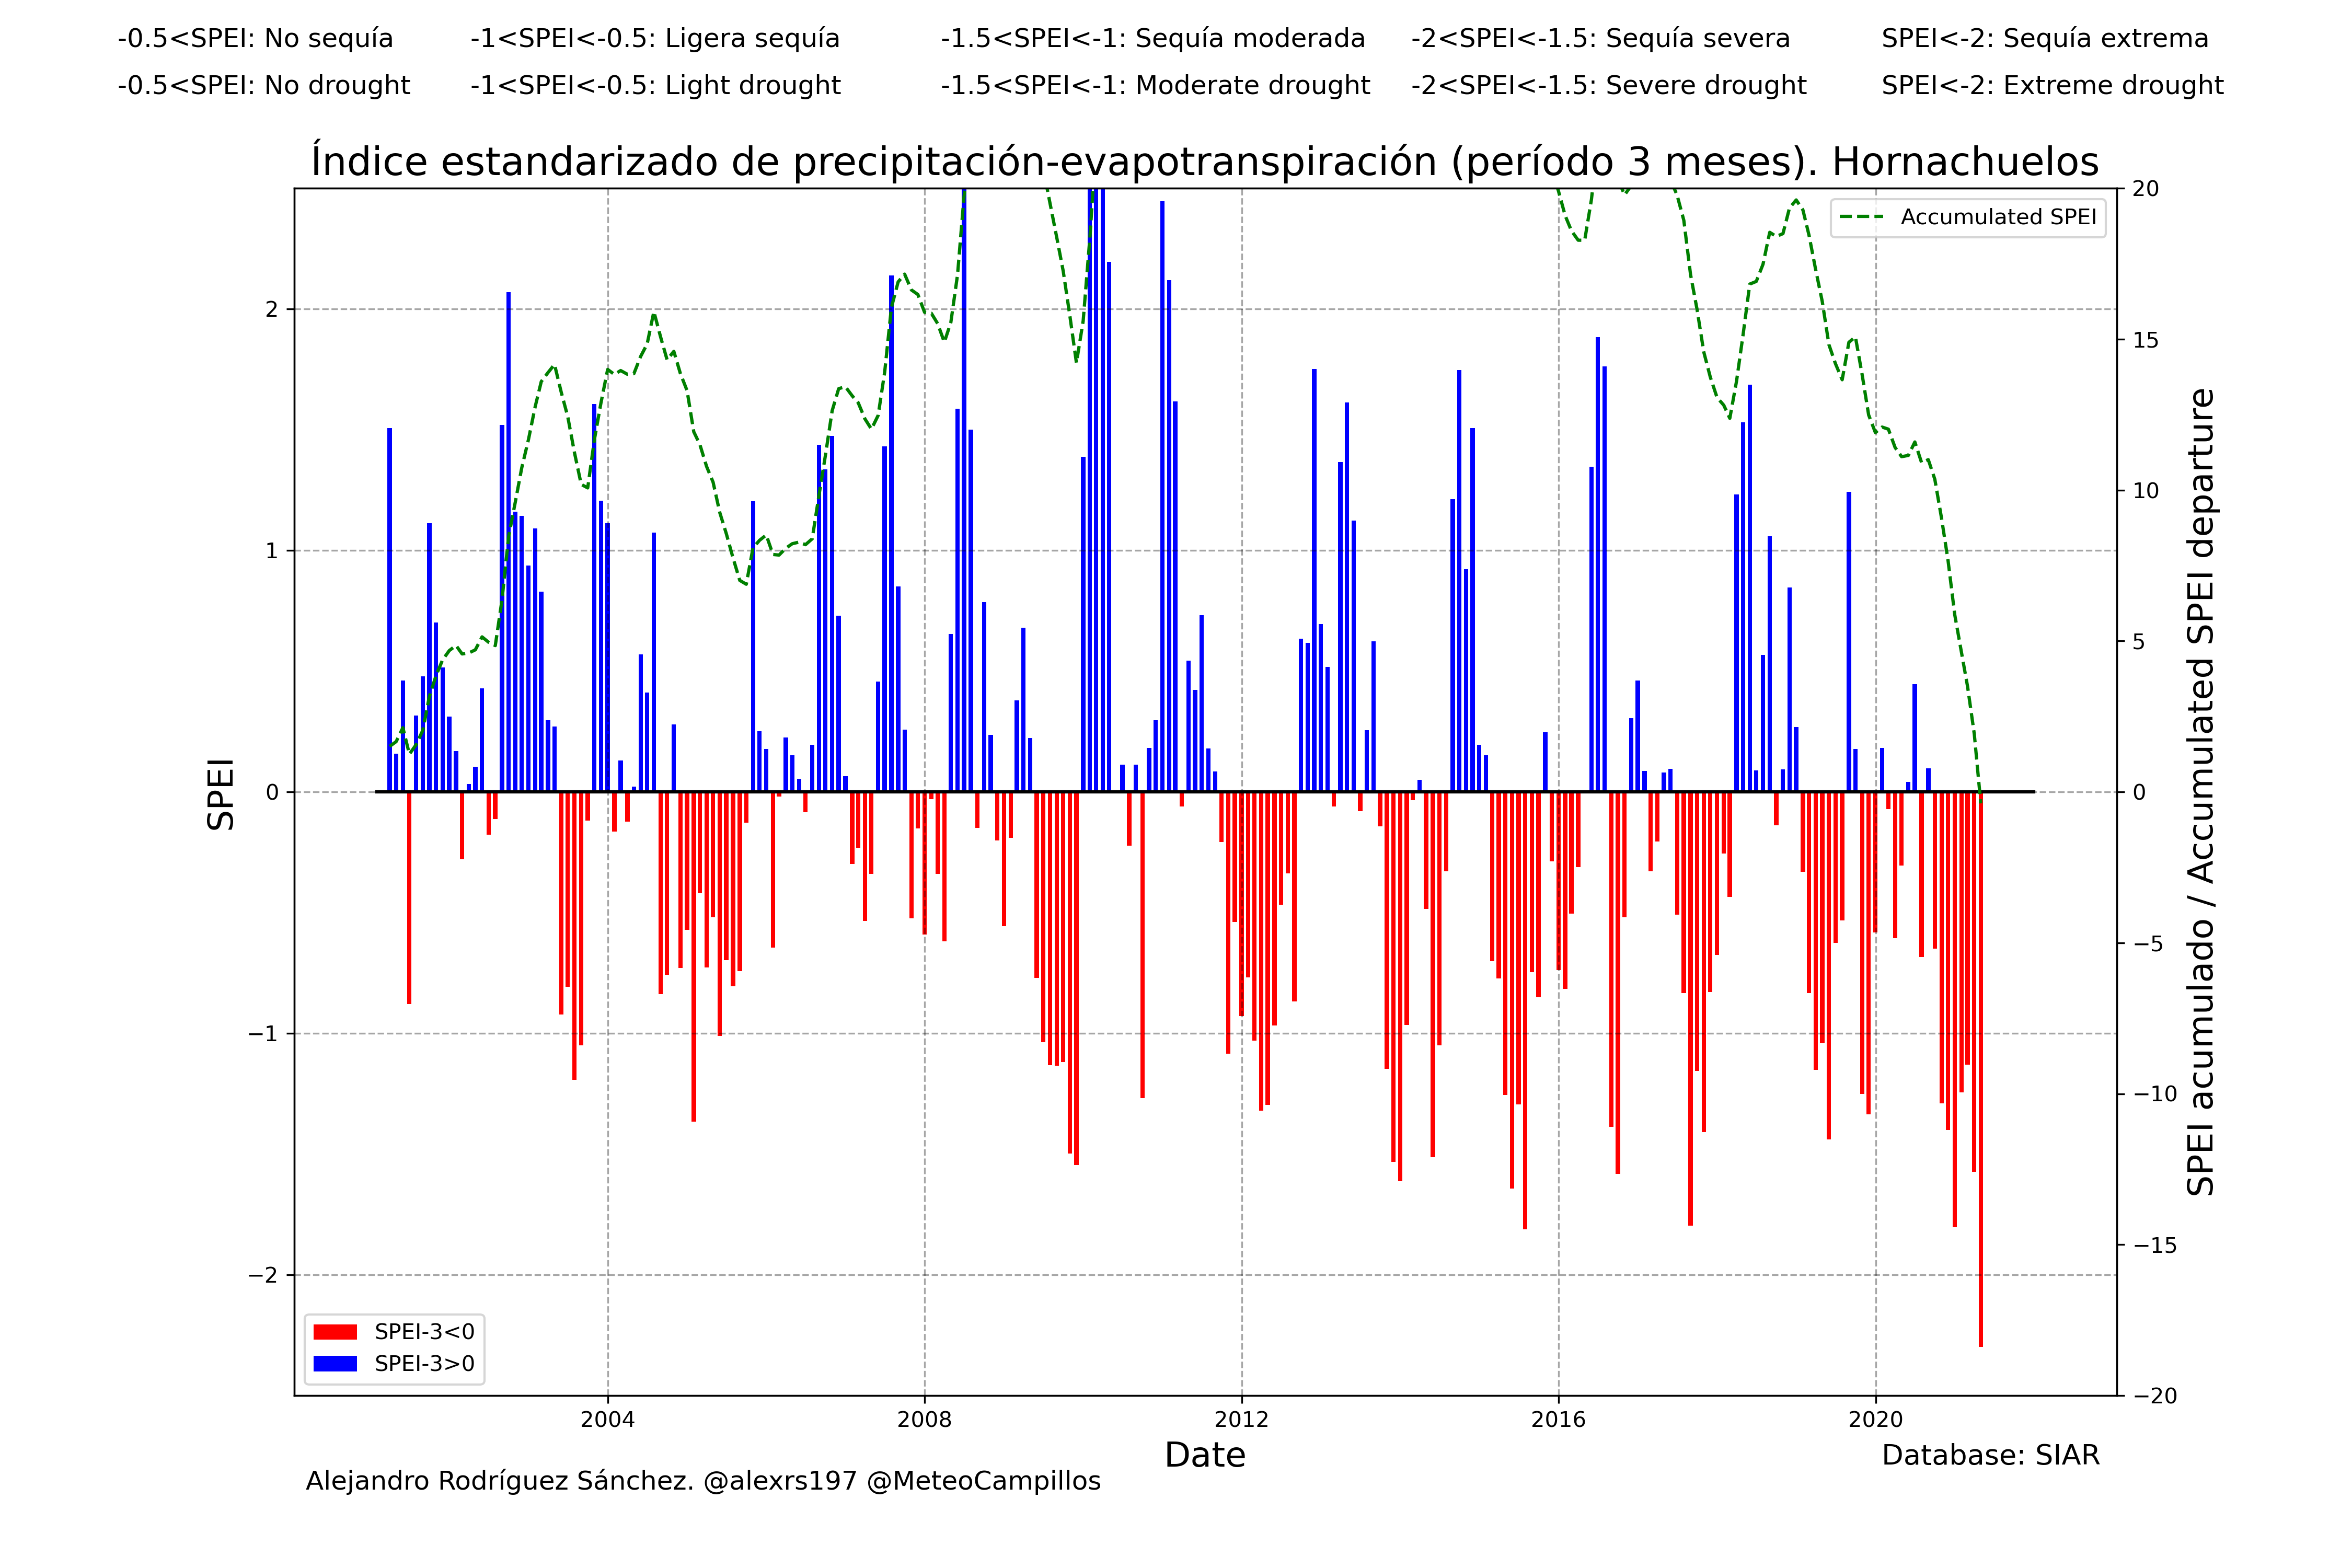 -0.5<SPEI: No sequía -1<SPEI<-0.5: Ligera sequía -1.5<SPEI<-1: Sequía moderada -2<SPEI<-1.5: Sequía severa SPEI<-2: Sequía extrema
-0.5<SPEI: No drought -1<SPEI<-0.5: Light drought -1.5<SPEI<-1: Moderate drought -2<SPEI<-1.5: Severe drought SPEI<-2: Extreme drought
Índice estandarizado de precipitación-evapotranspiración (período 3 meses). Hornachuelos
SPEI
2
1
0
−1
−2
Accumulated SPEI
20
15
10
5
0
−5
−10
−15
−20
SPEI acumulado / Accumulated SPEI departure
SPEI-3<0
SPEI-3>0
2004 2008 2012 2016 2020
Date
Database: SIAR
Alejandro Rodríguez Sánchez. @alexrs197 @MeteoCampillos